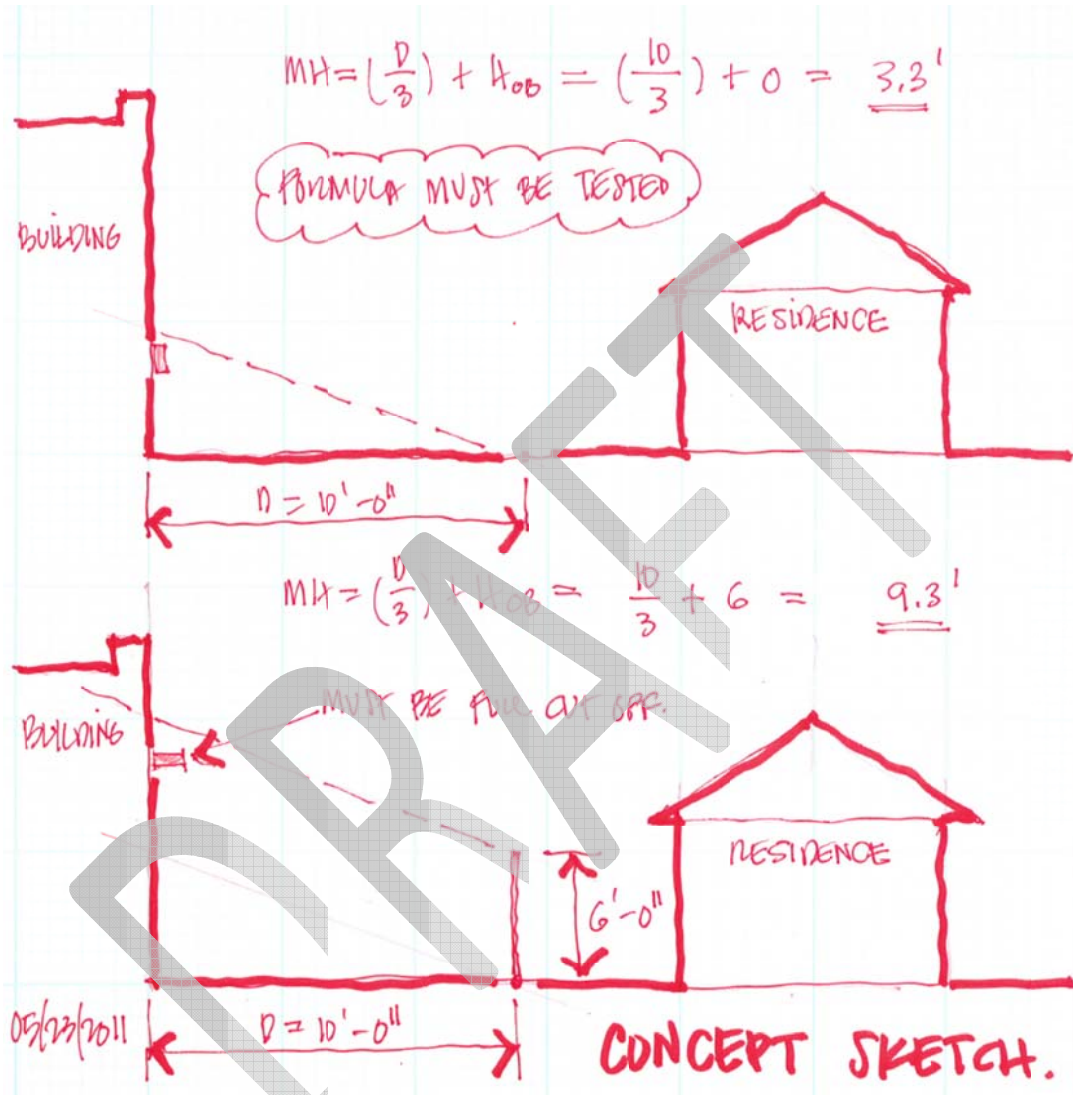 MH=(D/3) + HOB = (10/3) + 0 = 3.3'
FORMULA MUST BE TESTED
BUILDING
RESIDENCE
D = 10'-0"
MH=(D/3) + HOB = 10/3 + 6 = 9.3'
MUST BE FULL CUT OFF.
BUILDING
RESIDENCE
6'-0"
05/23/2011
D = 10'-0"
CONCEPT SKETCH.
DRAFT